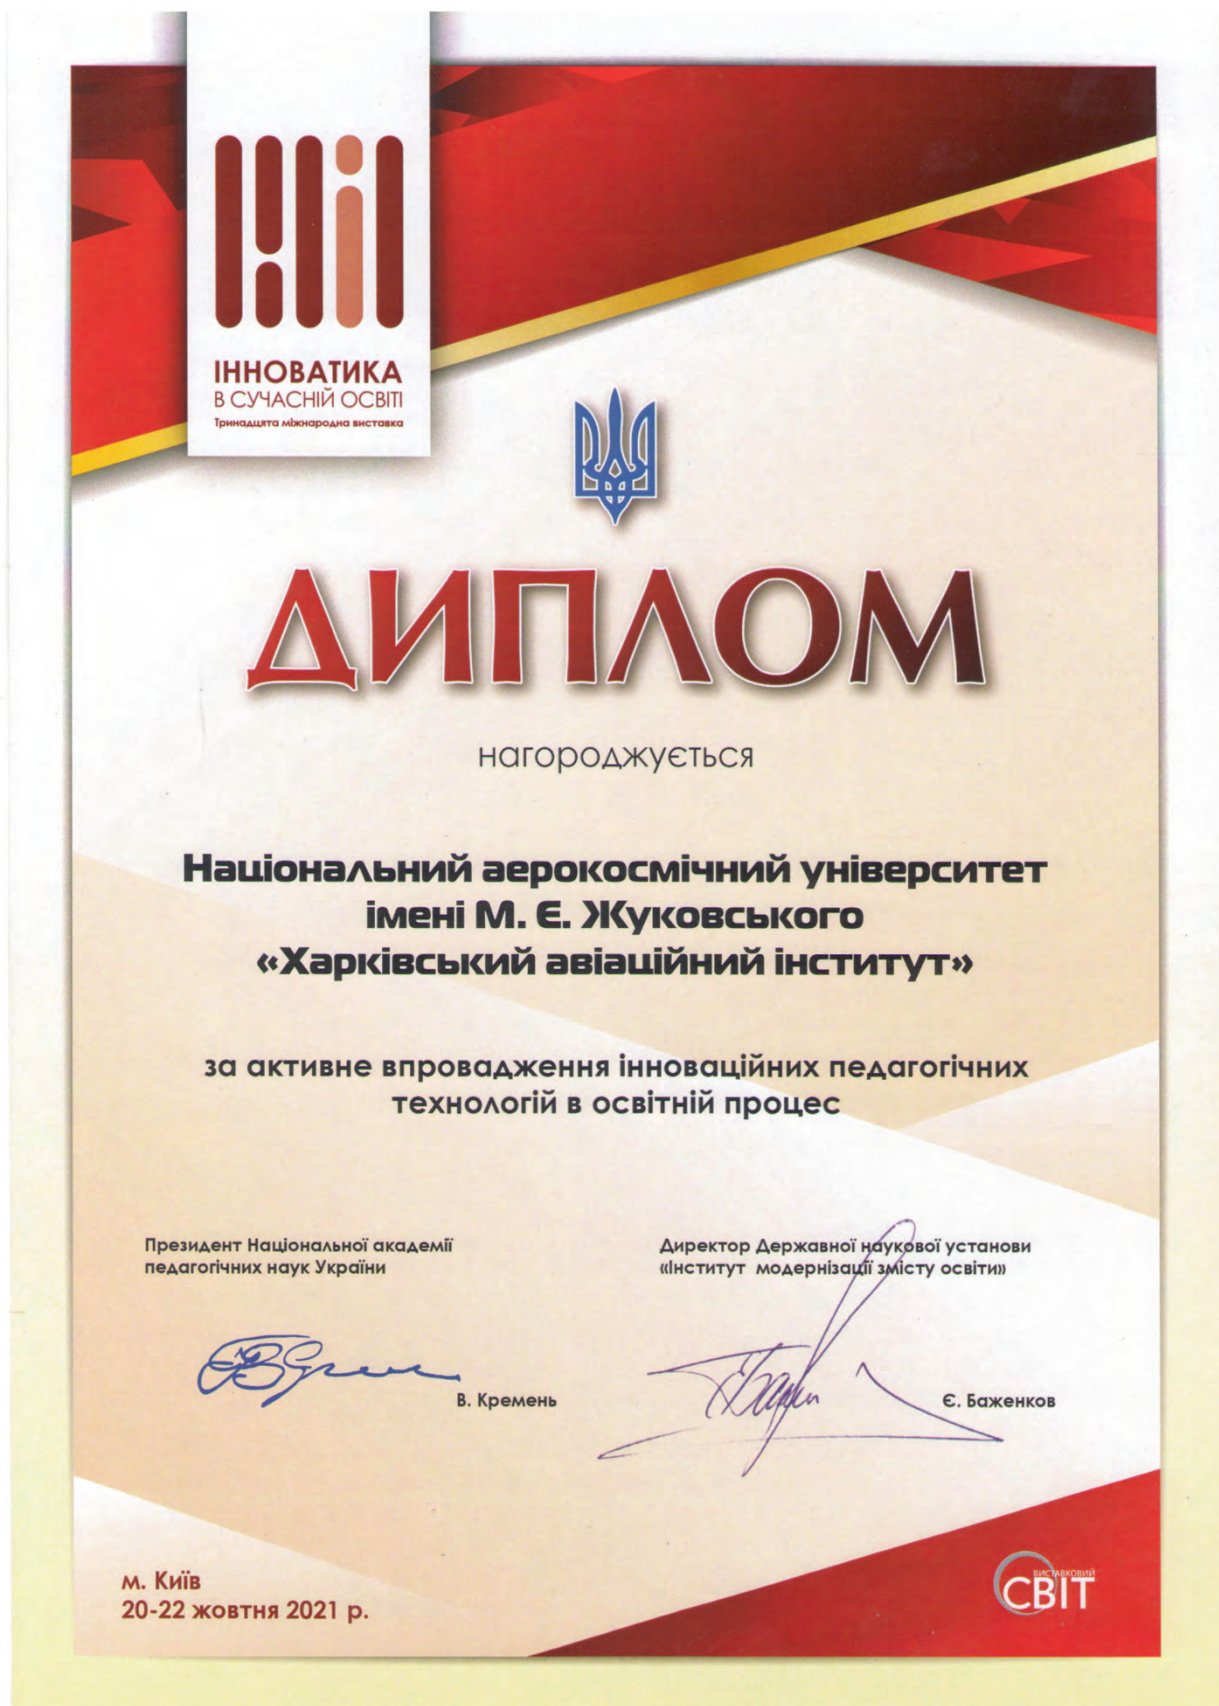 ІННОВАТИКА
В СУЧАСНІЙ ОСВІТІ
Тринадцята міжнародна виставка
ДИПЛОМ
нагороджується
Національний аерокосмічний університет
імені М. Є. Жуковського
«Харківський авіаційний інститут»
за активне впровадження інноваційних педагогічних
технологій в освітній процес
Президент Національної академії
педагогічних наук України
В. Кремень
Директор Державної наукової установи
«Інститут модернізації змісту освіти»
Є. Баженков
м. Київ
20-22 жовтня 2021 р.
ВИСТАВКОВИЙ
СВІТ